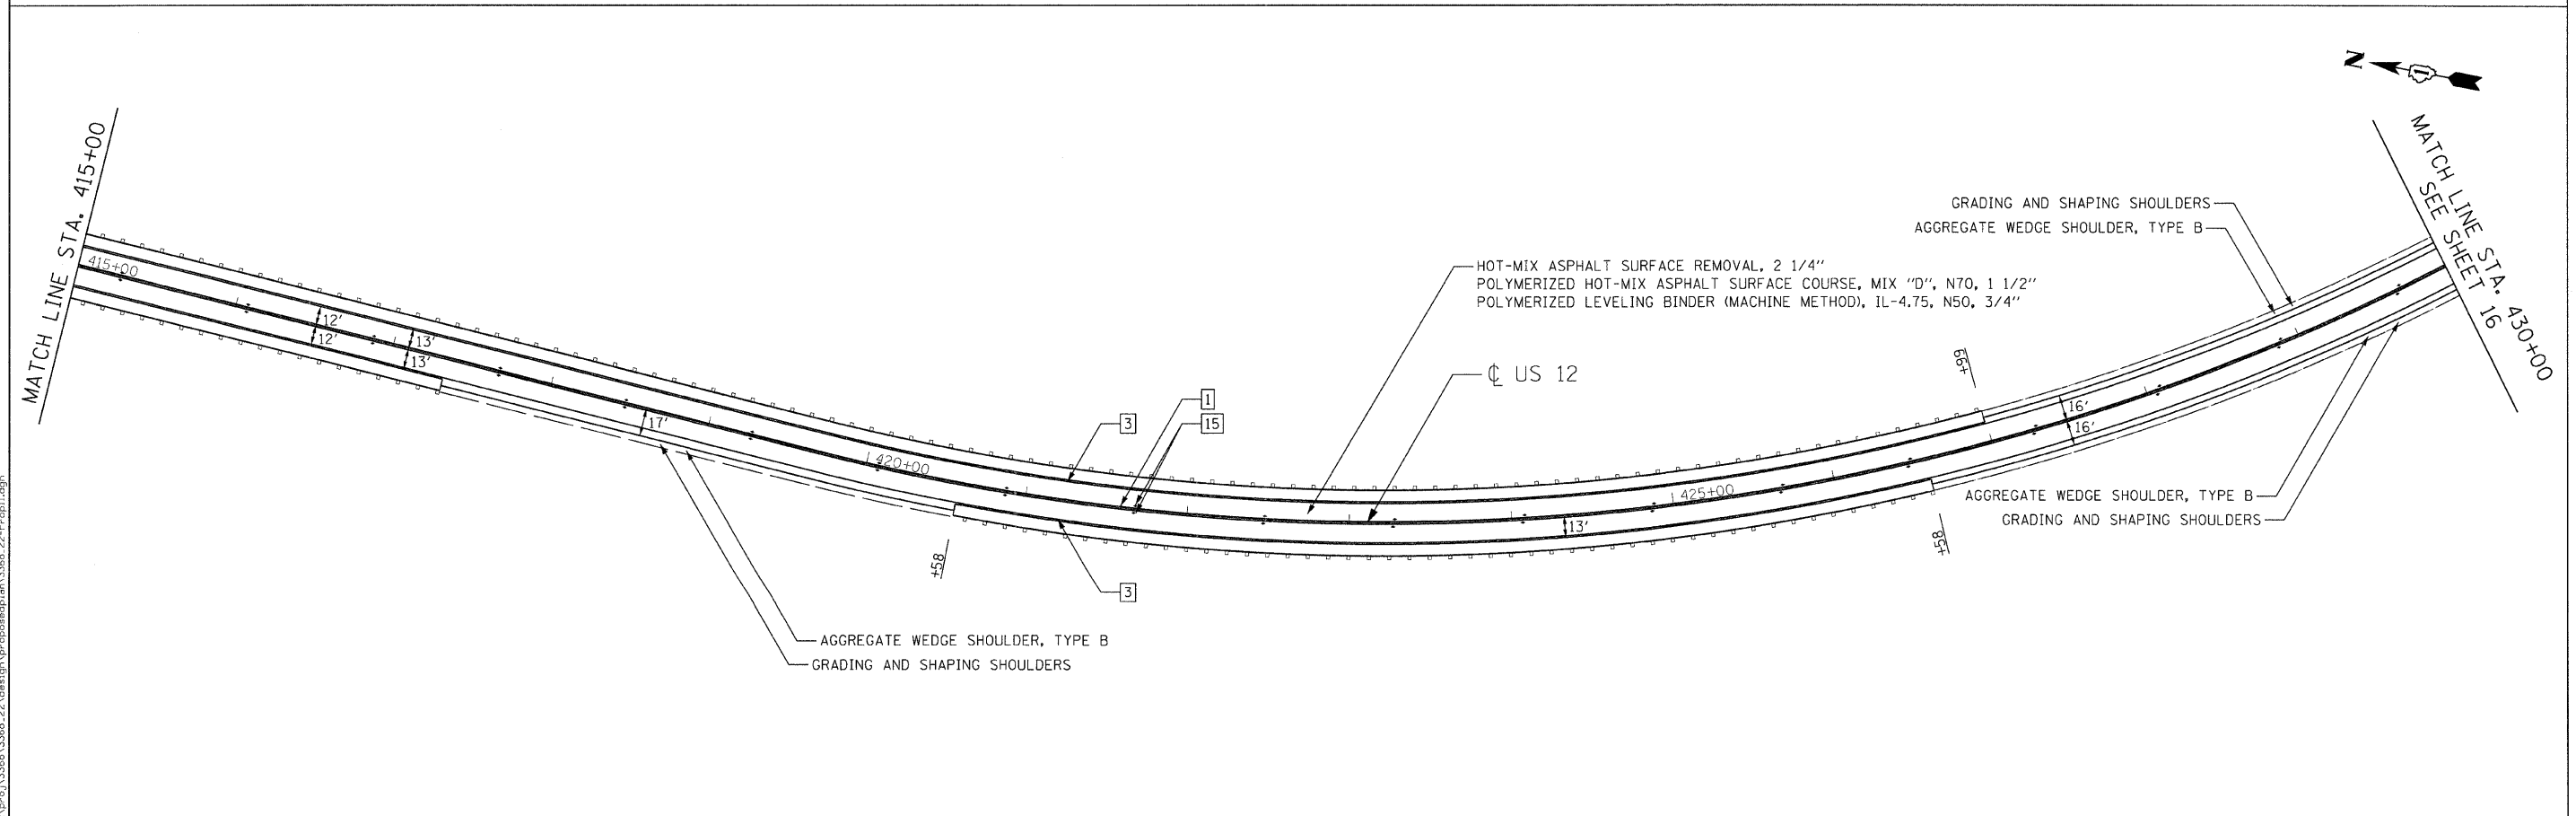 N
1
MATCH LINE STA. 415+00
415+00
12'
12'
13'
13'
17'
420+00
1
15
3
3
+58
AGGREGATE WEDGE SHOULDER, TYPE B
GRADING AND SHAPING SHOULDERS
HOT-MIX ASPHALT SURFACE REMOVAL, 2 1/4"
POLYMERIZED HOT-MIX ASPHALT SURFACE COURSE, MIX "D", N70, 1 1/2"
POLYMERIZED LEVELING BINDER (MACHINE METHOD), IL-4.75, N50, 3/4"
℄ US 12
13'
425+00
+99
+58
16'
16'
GRADING AND SHAPING SHOULDERS
AGGREGATE WEDGE SHOULDER, TYPE B
AGGREGATE WEDGE SHOULDER, TYPE B
GRADING AND SHAPING SHOULDERS
MATCH LINE STA. 430+00
SEE SHEET 16